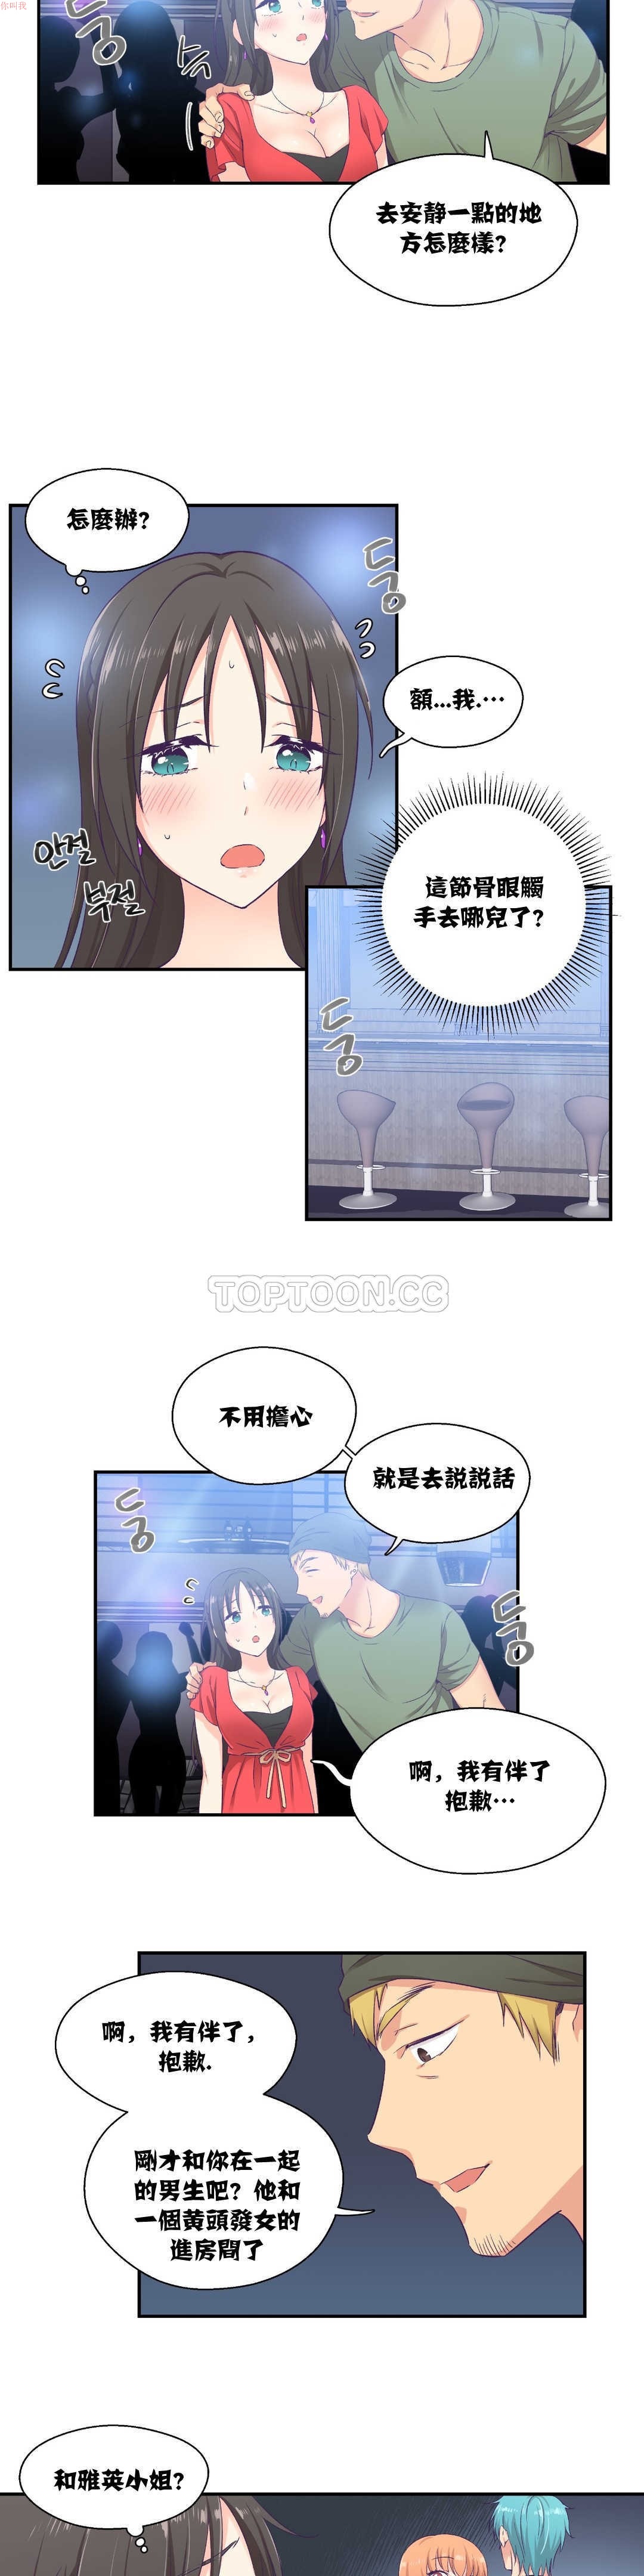 你叫我
둥
스
윽
去安静一點的地
方怎麼樣?
怎麼辦?
둥
額...我.…
안절
부절
這節骨眼觸
手去哪兒了?
둥
TOPTOON.CC
不用擔心
就是去説説話
둥
둥
啊，我有伴了
抱歉…
啊，我有伴了，
抱歉.
剛才和你在一起
的男生吧？他和
一個黄頭發女的
進房間了
和雅英小姐?